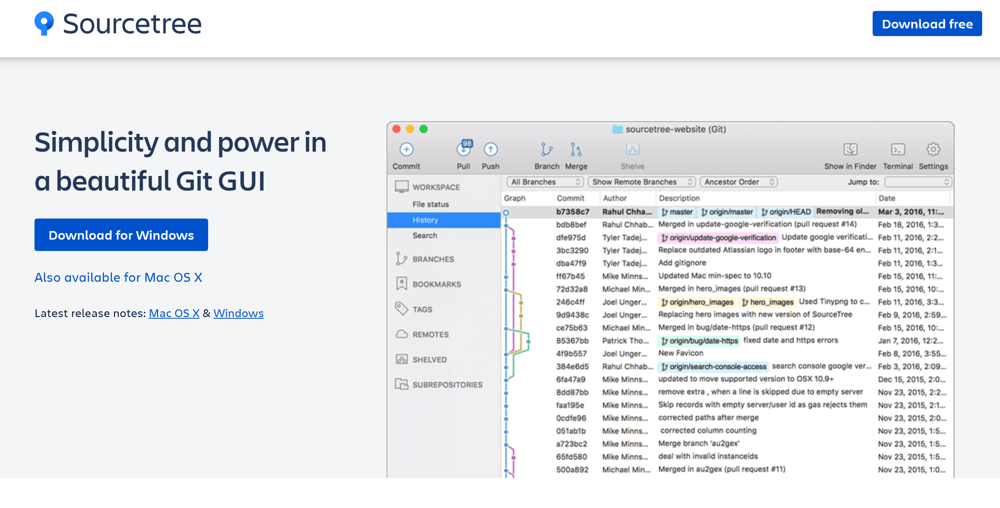 Sourcetree
Download free
Simplicity and power in
a beautiful Git GUI
Download for Windows
Also available for Mac OS X
Latest release notes: Mac OS X & Windows
sourcetree-website (Git)
98
Commit Pull Push Branch Merge Shelve Show in Finder Terminal Settings
WORKSPACE
File status
History
Search
BRANCHES
BOOKMARKS
TAGS
REMOTES
SHELVED
SUBREPOSITORIES
All Branches Show Remote Branches Ancestor Order Jump to:
Graph Commit Author Description Date
b7358c7 Rahul Chha... master origin/master origin/HEAD Removing ol... Mar 3, 2016, 11:...
bdb8bef Rahul Chhab... Merged in update-google-verification (pull request #14) Feb 18, 2016, 1:3...
dfe975d Tyler Tadej... origin/update-google-verification Update google verificati... Feb 11, 2016, 2:2...
3bc3290 Tyler Tadej... Replace outdated Atlassian logo in footer with base-64 en... Feb 11, 2016, 2:1...
dba47f9 Tyler Tadej... Add gitignore Feb 11, 2016, 1:3...
ff67b45 Mike Minns... Updated Mac min-spec to 10.10 Feb 15, 2016, 11:...
72d32a8 Michael Min... Merged in hero_images (pull request #13) Feb 15, 2016, 10:...
246c4ff Joel Unger... origin/hero_images hero_images Used Tinypng to c... Feb 11, 2016, 3:3...
9d9438c Joel Unger... Replacing hero images with new version of SourceTree Feb 9, 2016, 2:59...
ce75b63 Michael Min... Merged in bug/date-https (pull request #12) Feb 15, 2016, 10:...
85367bb Patrick Tho... origin/bug/date-https fixed date and https errors Jan 7, 2016, 12:2...
4f9b557 Joel Unger... New Favicon Feb 8, 2016, 3:55...
384e6d5 Rahul Chhab... origin/search-console-access search console google ver... Feb 3, 2016, 2:09...
6fa47a9 Mike Minns... updated to move supported version to OSX 10.9+ Dec 15, 2015, 2:0...
8dd87bb Mike Minns... remove extra , when a line is skipped due to empty server Nov 23, 2015, 2:2...
faa195e Mike Minns... Skip records with empty server/user id as gas rejects them Nov 23, 2015, 2:1...
0cdfe96 Mike Minns... corrected paths after merge Nov 23, 2015, 2:0...
051ab1b Mike Minns... corrected column counting Nov 23, 2015, 1:5...
a723bc2 Mike Minns... Merge branch 'au2gex' Nov 23, 2015, 1:5...
65fd580 Mike Minns... deal with invalid instanceids Nov 23, 2015, 1:5...
500a892 Michael Min... Merged in au2gex (pull request #11) Nov 23, 2015, 1:0...